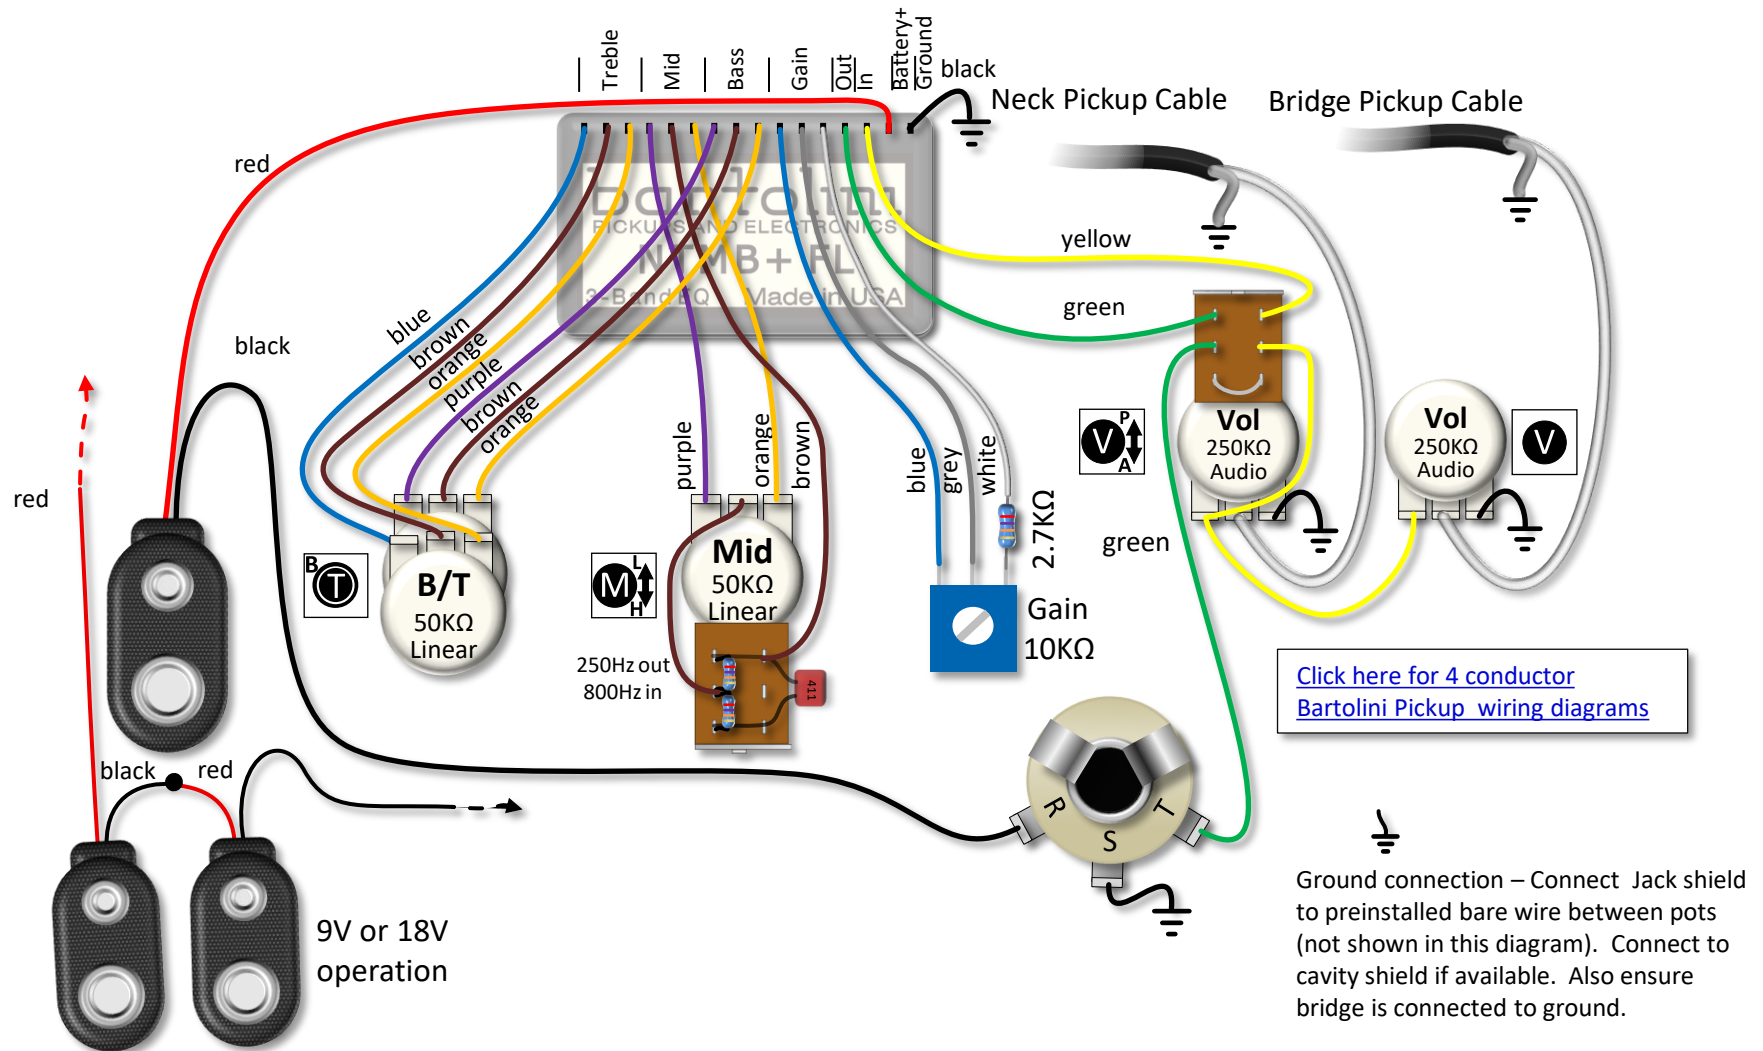 Treble
Mid
Bass
Gain
Out
In
Battery+
Ground
black
Neck Pickup Cable
Bridge Pickup Cable
red
bartolini
PICKUPS AND ELECTRONICS
NTMB+ FL
3-Band EQ Made in USA
yellow
green
black
blue
brown
orange
purple
brown
orange
purple
orange
brown
blue
grey
white
2.7KΩ
V
P
A
Vol
250KΩ
Audio
Vol
250KΩ
Audio
V
red
green
B
T
B/T
50KΩ
Linear
M
L
H
Mid
50KΩ
Linear
Gain
10KΩ
250Hz out
800Hz in
411
Click here for 4 conductor
Bartolini Pickup wiring diagrams
black
red
R
S
T
9V or 18V
operation
Ground connection – Connect Jack shield
to preinstalled bare wire between pots
(not shown in this diagram). Connect to
cavity shield if available. Also ensure
bridge is connected to ground.